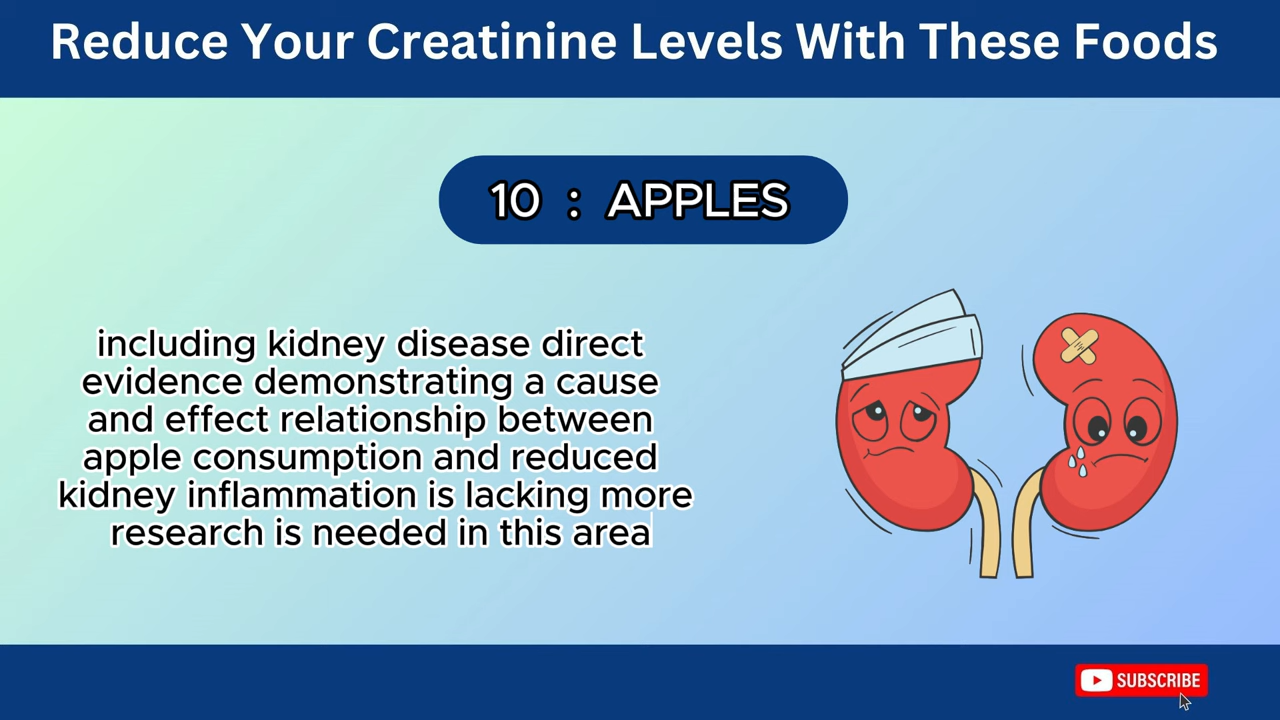 Reduce Your Creatinine Levels With These Foods
10 : APPLES
including kidney disease direct
evidence demonstrating a cause
and effect relationship between
apple consumption and reduced
kidney inflammation is lacking more
research is needed in this area
SUBSCRIBE